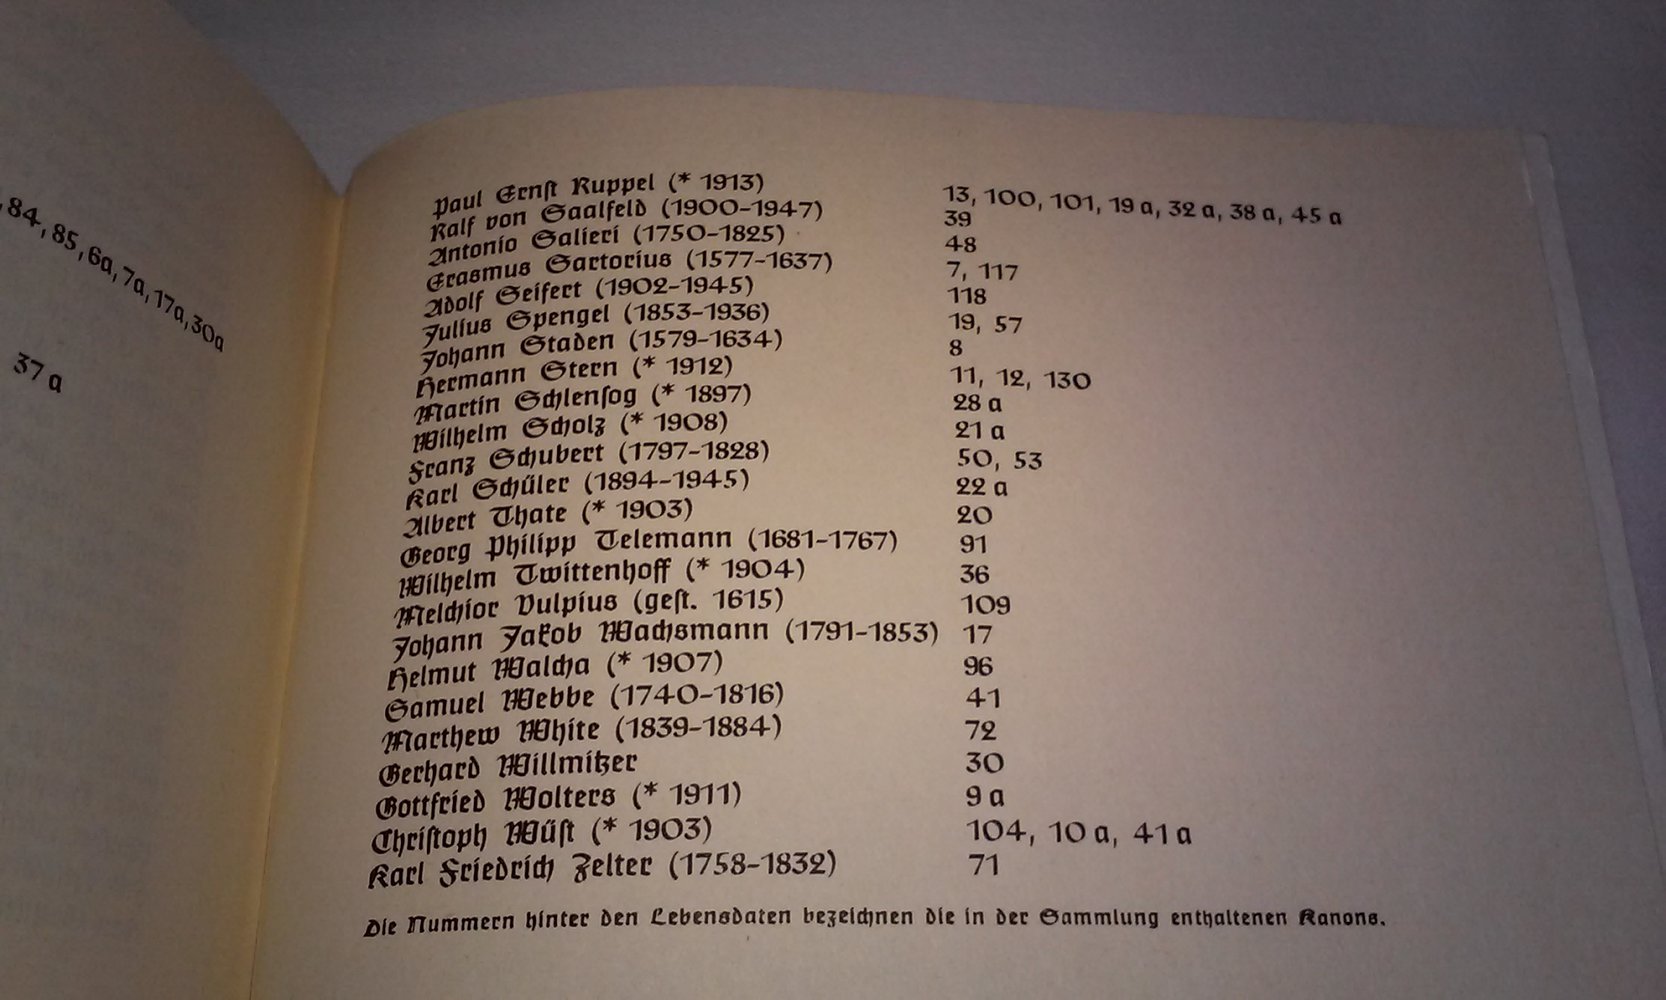 , 84, 85, 6a, 7a, 17a, 30a
37 a
Paul Ernſt Ruppel (* 1913) 13, 100, 101, 19 a, 32 a, 38 a, 45 a
Ralf von Saalfeld (1900-1947) 39
Antonio Salieri (1750-1825) 48
Erasmus Sartorius (1577-1637) 7, 117
Adolf Seifert (1902-1945) 118
Julius Spengel (1853-1936) 19, 57
Johann Staden (1579-1634) 8
Hermann Stern (* 1912) 11, 12, 130
Martin Schlenſog (* 1897) 28 a
Wilhelm Scholz (* 1908) 21 a
Franz Schubert (1797-1828) 50, 53
Karl Schüler (1894-1945) 22 a
Albert Thate (* 1903) 20
Georg Philipp Telemann (1681-1767) 91
Wilhelm Twittenhoff (* 1904) 36
Melchior Vulpius (geſt. 1615) 109
Johann Jakob Wachsmann (1791-1853) 17
Helmut Walcha (* 1907) 96
Samuel Webbe (1740-1816) 41
Marthew White (1839-1884) 72
Gerhard Willmitzer 30
Gottfried Wolters (* 1911) 9 a
Chriſtoph Wüſt (* 1903) 104, 10 a, 41 a
Karl Friedrich Zelter (1758-1832) 71
Die Nummern hinter den Lebensdaten bezeichnen die in der Sammlung enthaltenen Kanons.